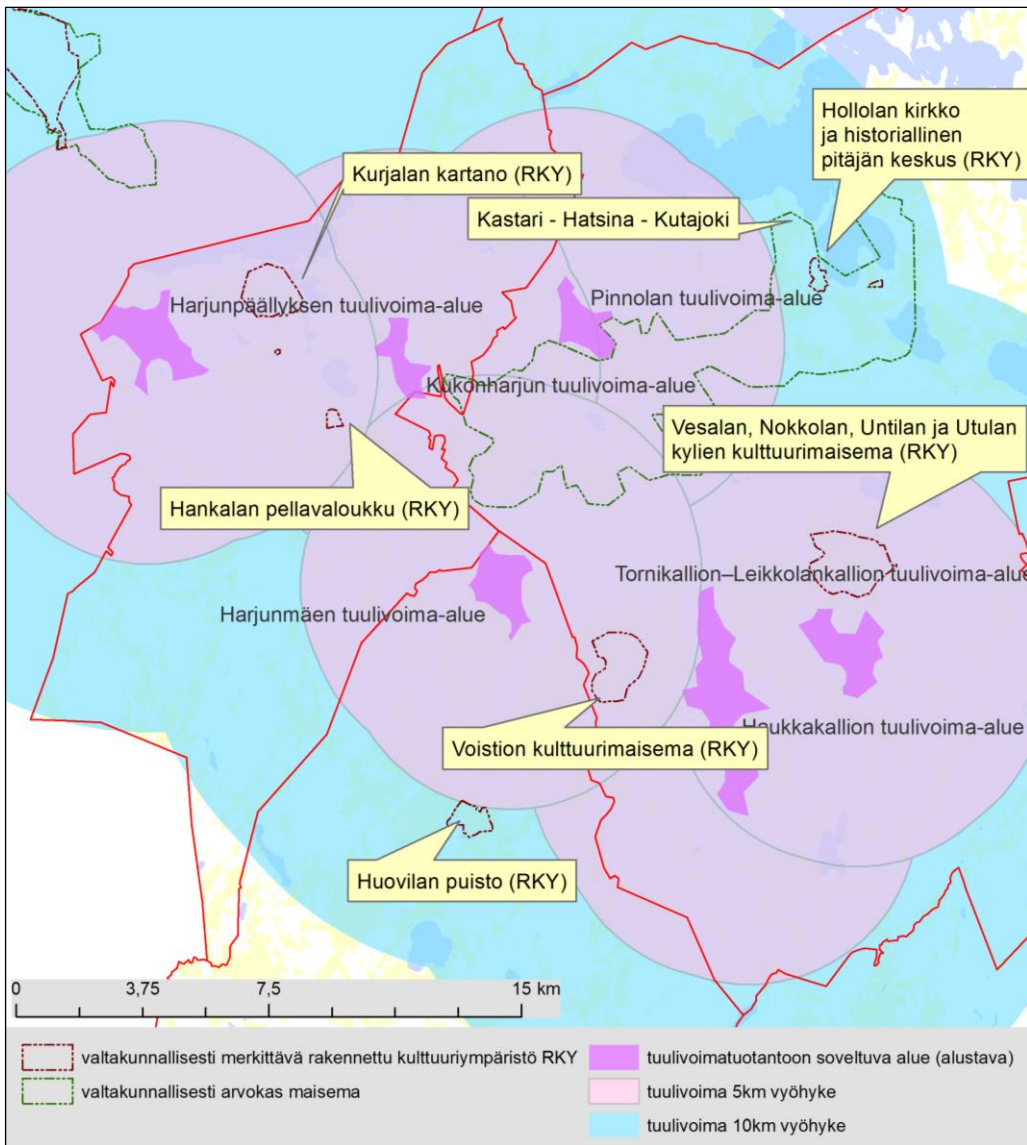 Hollolan kirkko
ja historiallinen
pitäjän keskus (RKY)
Kurjalan kartano (RKY)
Kastari - Hatsina - Kutajoki
Harjunpäällyksen tuulivoima-alue
Pinnolan tuulivoima-alue
Kukonharjun tuulivoima-alue
Vesalan, Nokkolan, Untilan ja Utulan
kylien kulttuurimaisema (RKY)
Hankalan pellavaloukku (RKY)
Tornikallion–Leikkolankallion tuulivoima-alue
Harjunmäen tuulivoima-alue
Voistion kulttuurimaisema (RKY)
tuulivoima-alue
Huovilan puisto (RKY)
0 3,75 7,5 15 km
valtakunnallisesti merkittävä rakennettu kulttuuriympäristö RKY
valtakunnallisesti arvokas maisema
tuulivoimatuotantoon soveltuva alue (alustava)
tuulivoima 5km vyöhyke
tuulivoima 10km vyöhyke